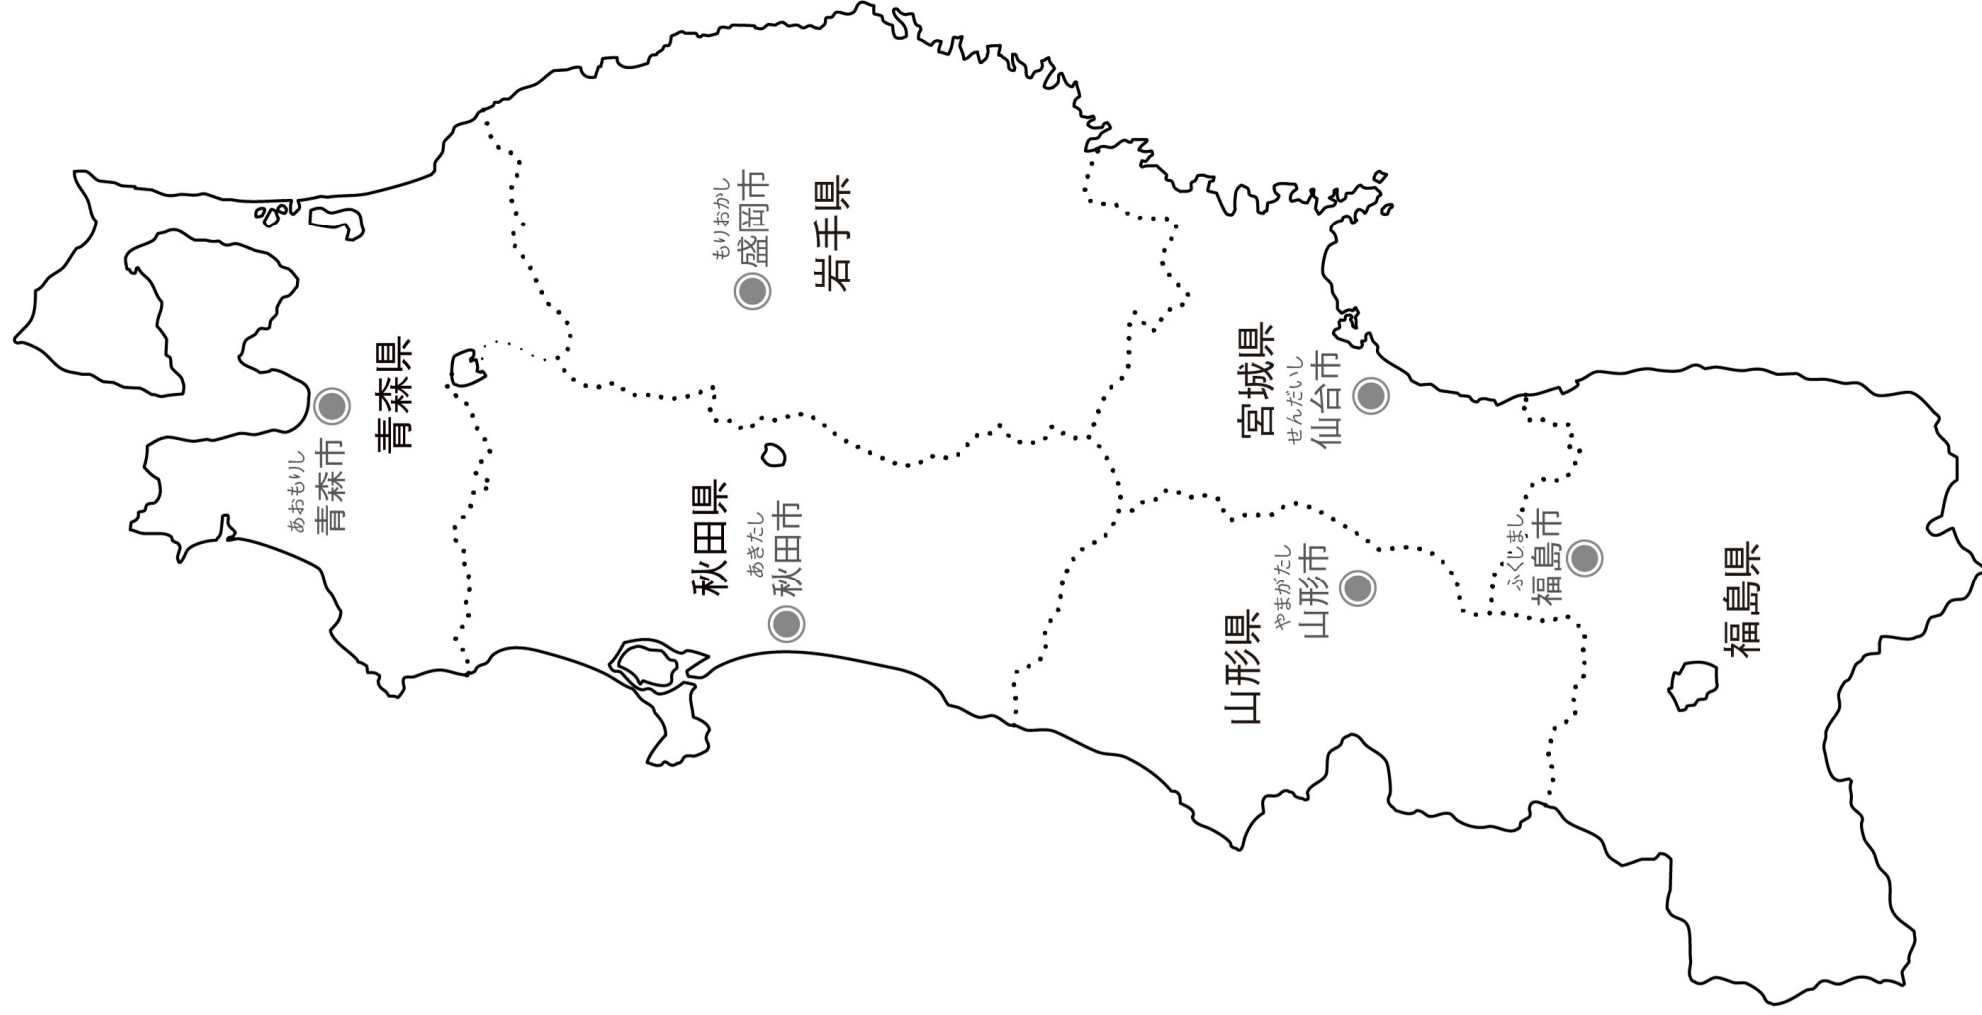 あおもりし
青森市
青森県
もりおかし
盛岡市
岩手県
秋田県
あきたし
秋田市
宮城県
せんだいし
仙台市
山形県
やまがたし
山形市
ふくじまし
福島市
福島県